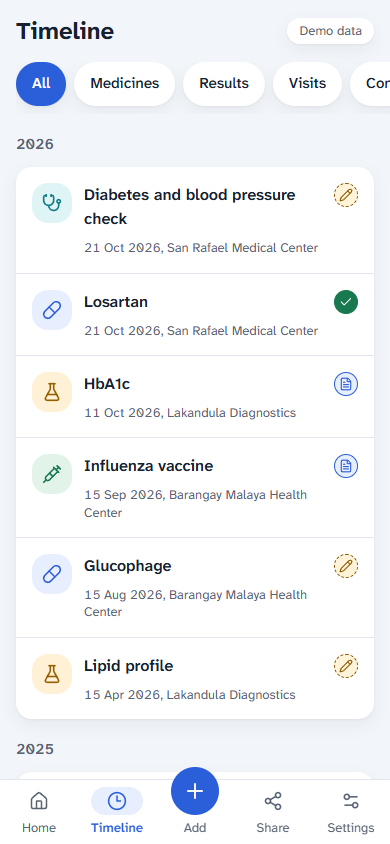 Timeline
Demo data
All
Medicines
Results
Visits
2026
Diabetes and blood pressure
check
21 Oct 2026, San Rafael Medical Center
Losartan
21 Oct 2026, San Rafael Medical Center
HbA1c
11 Oct 2026, Lakandula Diagnostics
Influenza vaccine
15 Sep 2026, Barangay Malaya Health
Center
Glucophage
15 Aug 2026, Barangay Malaya Health
Center
Lipid profile
15 Apr 2026, Lakandula Diagnostics
2025
Home
Timeline
Add
Share
Settings